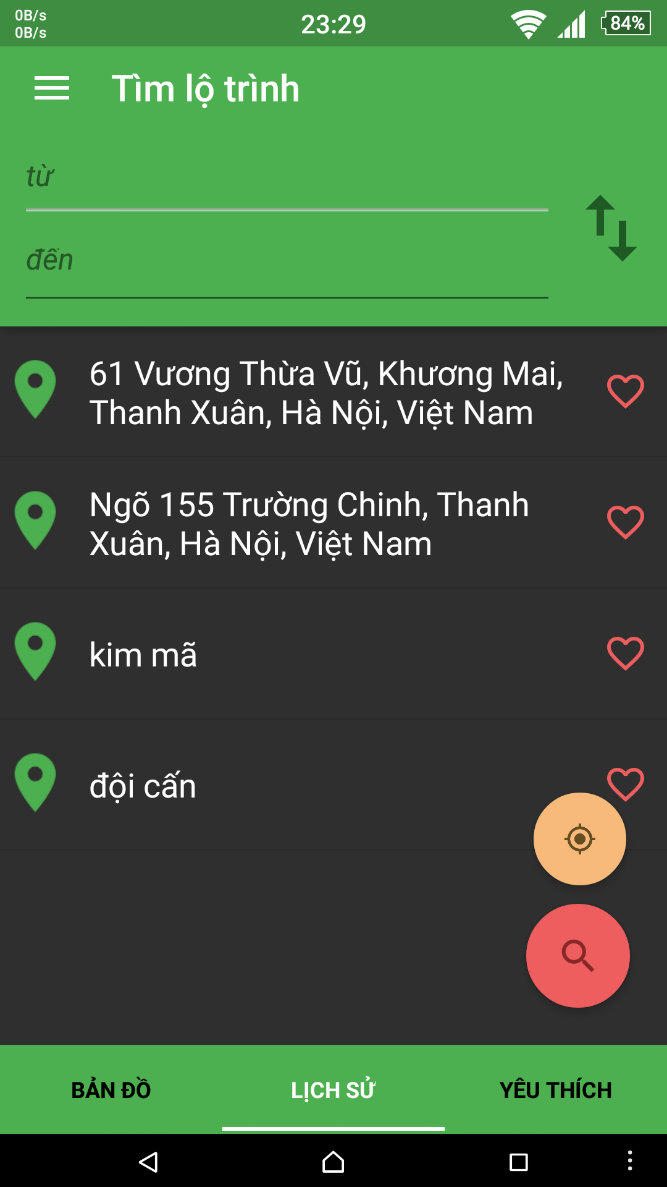 0B/s
0B/s
23:29
84%
Tìm lộ trình
từ
đến
61 Vương Thừa Vũ, Khương Mai,
Thanh Xuân, Hà Nội, Việt Nam
Ngõ 155 Trường Chinh, Thanh
Xuân, Hà Nội, Việt Nam
kim mã
đội cấn
BẢN ĐỒ
LỊCH SỬ
YÊU THÍCH